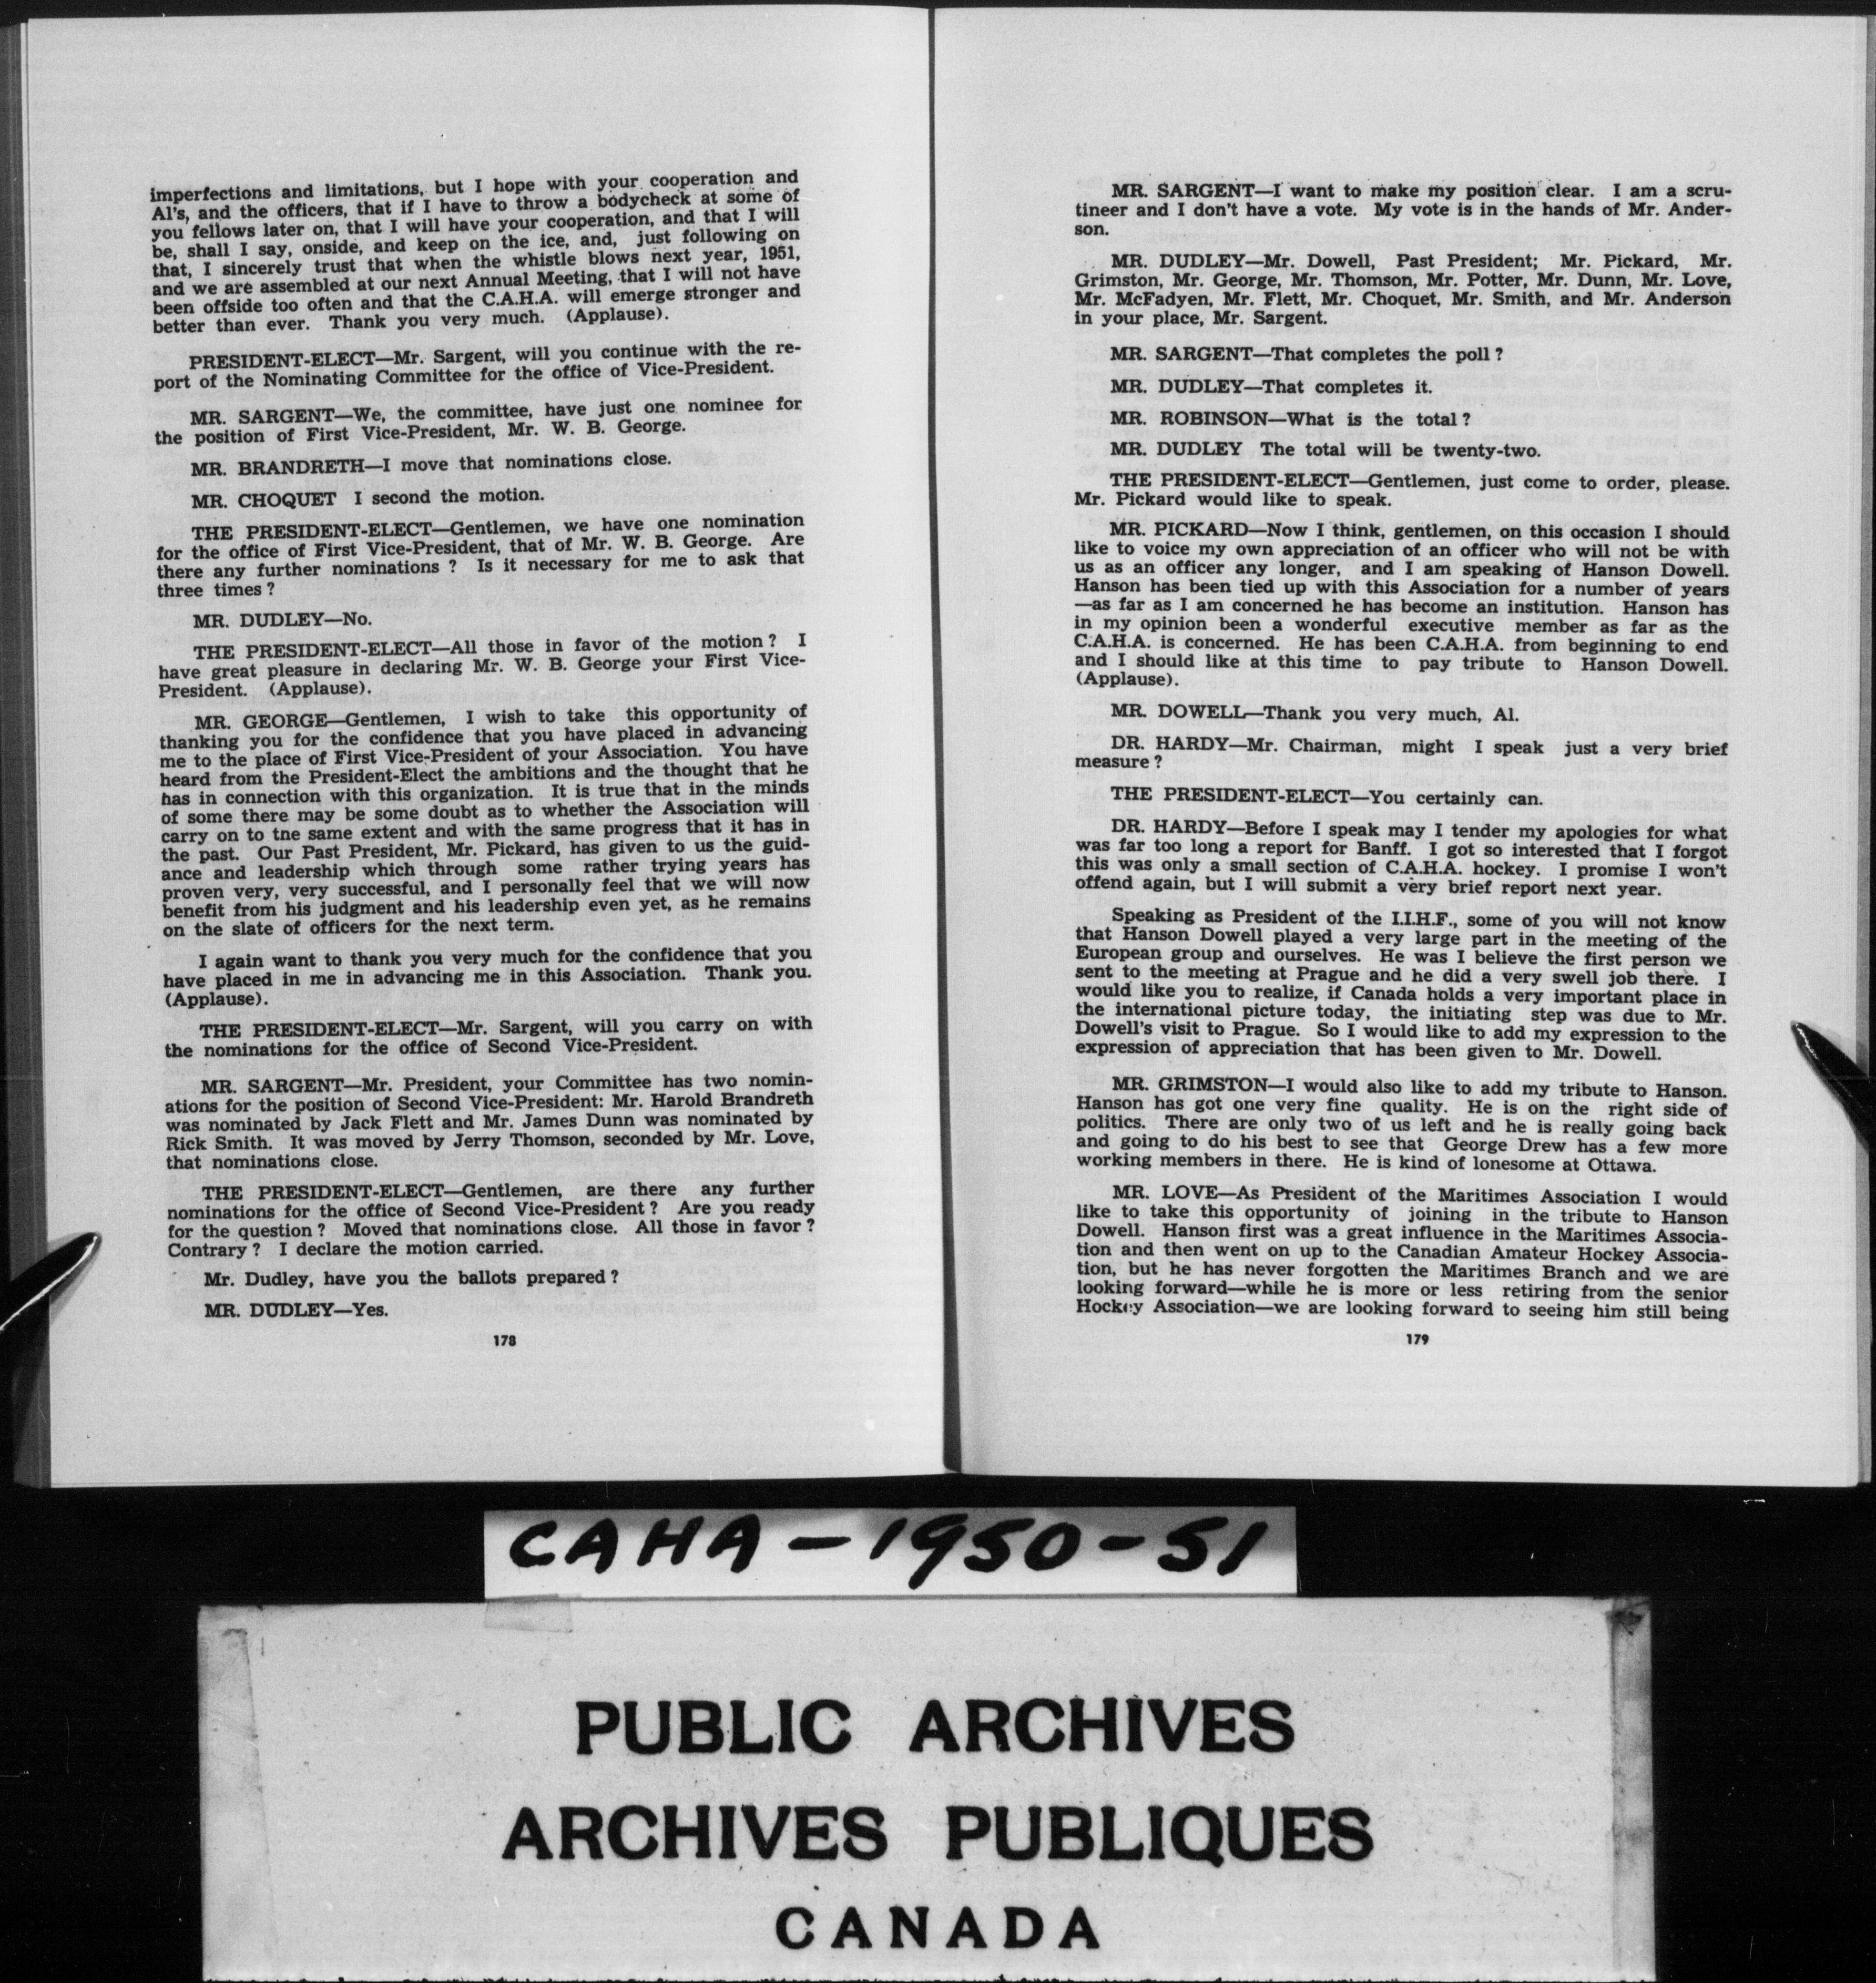 imperfections and limitations, but I hope with your cooperation and
Al's, and the officers, that if I have to throw a bodycheck at some of
you fellows later on, that I will have your cooperation, and that I will
be, shall I say, onside, and keep on the ice, and, just following on
that, I sincerely trust that when the whistle blows next year, 1951,
and we are assembled at our next Annual Meeting, that I will not have
been offside too often and that the C.A.H.A. will emerge stronger and
better than ever. Thank you very much. (Applause).
PRESIDENT-ELECT—Mr. Sargent, will you continue with the re-
port of the Nominating Committee for the office of Vice-President.
MR. SARGENT—We, the committee, have just one nominee for
the position of First Vice-President, Mr. W. B. George.
MR. BRANDRETH—I move that nominations close.
MR. CHOQUET I second the motion.
THE PRESIDENT-ELECT—Gentlemen, we have one nomination
for the office of First Vice-President, that of Mr. W. B. George. Are
there any further nominations? Is it necessary for me to ask that
three times?
MR. DUDLEY—No.
THE PRESIDENT-ELECT—All those in favor of the motion? I
have great pleasure in declaring Mr. W. B. George your First Vice-
President. (Applause).
MR. GEORGE—Gentlemen, I wish to take this opportunity of
thanking you for the confidence that you have placed in advancing
me to the place of First Vice-President of your Association. You have
heard from the President-Elect the ambitions and the thought that he
has in connection with this organization. It is true that in the minds
of some there may be some doubt as to whether the Association will
carry on to tne same extent and with the same progress that it has in
the past. Our Past President, Mr. Pickard, has given to us the guid-
ance and leadership which through some rather trying years has
proven very, very successful, and I personally feel that we will now
benefit from his judgment and his leadership even yet, as he remains
on the slate of officers for the next term.
I again want to thank you very much for the confidence that you
have placed in me in advancing me in this Association. Thank you.
(Applause).
THE PRESIDENT-ELECT—Mr. Sargent, will you carry on with
the nominations for the office of Second Vice-President.
MR. SARGENT—Mr. President, your Committee has two nomin-
ations for the position of Second Vice-President: Mr. Harold Brandreth
was nominated by Jack Flett and Mr. James Dunn was nominated by
Rick Smith. It was moved by Jerry Thomson, seconded by Mr. Love,
that nominations close.
THE PRESIDENT-ELECT—Gentlemen, are there any further
nominations for the office of Second Vice-President? Are you ready
for the question? Moved that nominations close. All those in favor?
Contrary? I declare the motion carried.
Mr. Dudley, have you the ballots prepared?
MR. DUDLEY—Yes.
178
MR. SARGENT—I want to make my position clear. I am a scru-
tineer and I don't have a vote. My vote is in the hands of Mr. Ander-
son.
MR. DUDLEY—Mr. Dowell, Past President; Mr. Pickard, Mr.
Grimston, Mr. George, Mr. Thomson, Mr. Potter, Mr. Dunn, Mr. Love,
Mr. McFadyen, Mr. Flett, Mr. Choquet, Mr. Smith, and Mr. Anderson
in your place, Mr. Sargent.
MR. SARGENT—That completes the poll?
MR. DUDLEY—That completes it.
MR. ROBINSON—What is the total?
MR. DUDLEY The total will be twenty-two.
THE PRESIDENT-ELECT—Gentlemen, just come to order, please.
Mr. Pickard would like to speak.
MR. PICKARD—Now I think, gentlemen, on this occasion I should
like to voice my own appreciation of an officer who will not be with
us as an officer any longer, and I am speaking of Hanson Dowell.
Hanson has been tied up with this Association for a number of years
—as far as I am concerned he has become an institution. Hanson has
in my opinion been a wonderful executive member as far as the
C.A.H.A. is concerned. He has been C.A.H.A. from beginning to end
and I should like at this time to pay tribute to Hanson Dowell.
(Applause).
MR. DOWELL—Thank you very much, Al.
DR. HARDY—Mr. Chairman, might I speak just a very brief
measure?
THE PRESIDENT-ELECT—You certainly can.
DR. HARDY—Before I speak may I tender my apologies for what
was far too long a report for Banff. I got so interested that I forgot
this was only a small section of C.A.H.A. hockey. I promise I won't
offend again, but I will submit a very brief report next year.
Speaking as President of the I.I.H.F., some of you will not know
that Hanson Dowell played a very large part in the meeting of the
European group and ourselves. He was I believe the first person we
sent to the meeting at Prague and he did a very swell job there. I
would like you to realize, if Canada holds a very important place in
the international picture today, the initiating step was due to Mr.
Dowell's visit to Prague. So I would like to add my expression to the
expression of appreciation that has been given to Mr. Dowell.
MR. GRIMSTON—I would also like to add my tribute to Hanson.
Hanson has got one very fine quality. He is on the right side of
politics. There are only two of us left and he is really going back
and going to do his best to see that George Drew has a few more
working members in there. He is kind of lonesome at Ottawa.
MR. LOVE—As President of the Maritimes Association I would
like to take this opportunity of joining in the tribute to Hanson
Dowell. Hanson first was a great influence in the Maritimes Associa-
tion and then went on up to the Canadian Amateur Hockey Associa-
tion, but he has never forgotten the Maritimes Branch and we are
looking forward—while he is more or less retiring from the senior
Hockey Association—we are looking forward to seeing him still being
179
CAHA-1950-51
PUBLIC ARCHIVES
ARCHIVES PUBLIQUES
CANADA